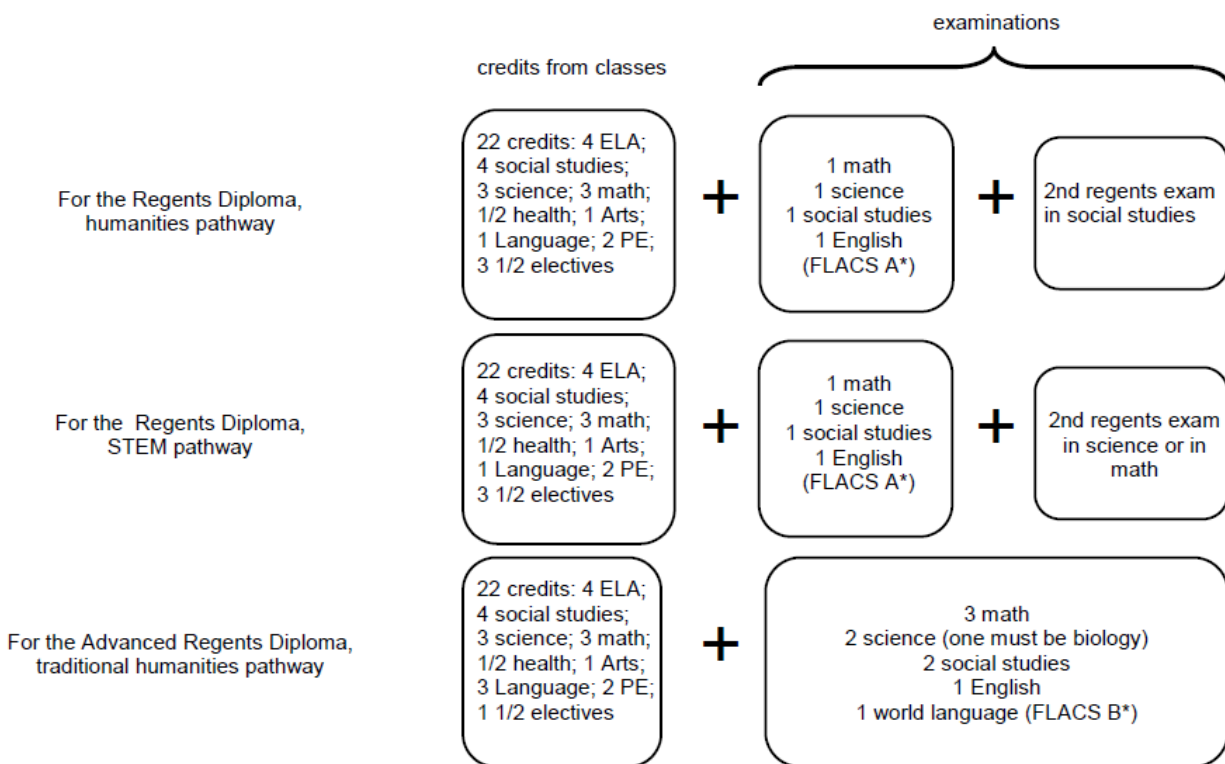 examinations
credits from classes
For the Regents Diploma,
humanities pathway
22 credits: 4 ELA;
4 social studies;
3 science; 3 math;
1/2 health; 1 Arts;
1 Language; 2 PE;
3 1/2 electives
+
1 math
1 science
1 social studies
1 English
(FLACS A*)
+
2nd regents exam
in social studies
For the Regents Diploma,
STEM pathway
22 credits: 4 ELA;
4 social studies;
3 science; 3 math;
1/2 health; 1 Arts;
1 Language; 2 PE;
3 1/2 electives
+
1 math
1 science
1 social studies
1 English
(FLACS A*)
+
2nd regents exam
in science or in
math
For the Advanced Regents Diploma,
traditional humanities pathway
22 credits: 4 ELA;
4 social studies;
3 science; 3 math;
1/2 health; 1 Arts;
3 Language; 2 PE;
1 1/2 electives
+
3 math
2 science (one must be biology)
2 social studies
1 English
1 world language (FLACS B*)